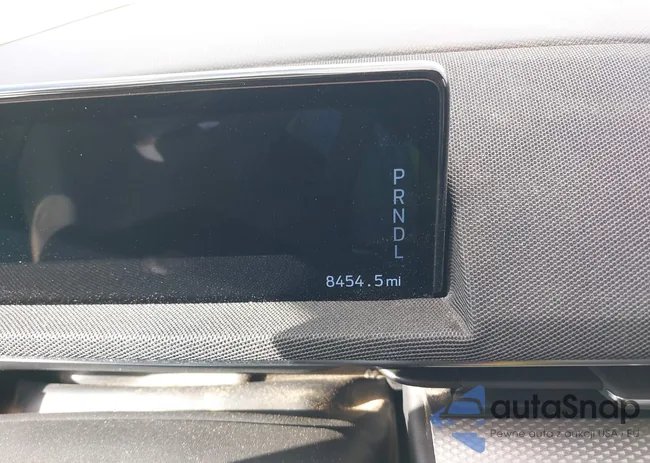 P
R
N
D
L
8454.5mi
autaSnap
Pewne auta z aukcji USA i EU